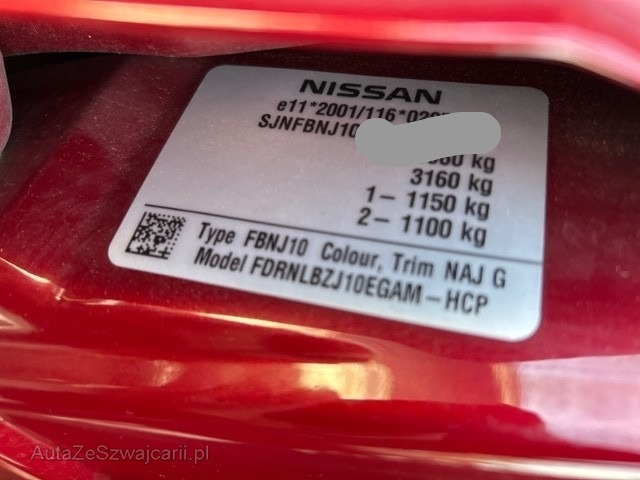 NISSAN
e11*2001/116*
SJNFBNJ10
kg
3160 kg
1– 1150 kg
2– 1100 kg
Type FBNJ10 Colour, Trim NAJ G
Model FDRNLBZJ10EGAM–HCP
AutaZeSzwajcarii.pl